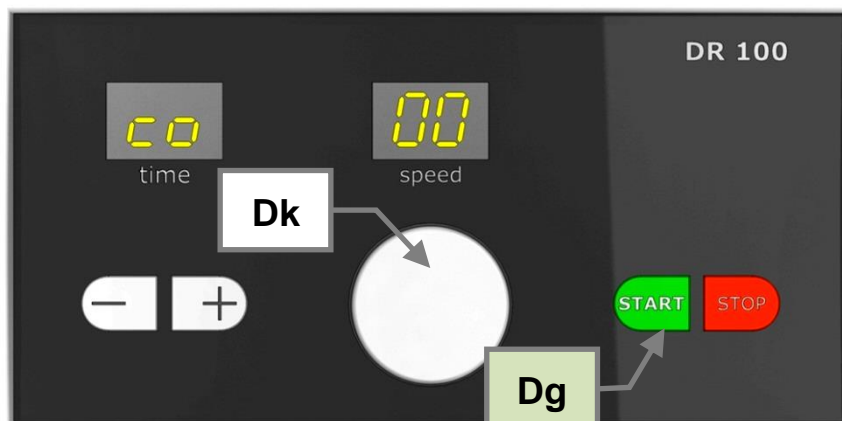 DR 100
co
00
time
speed
Dk
− +
START STOP
Dg